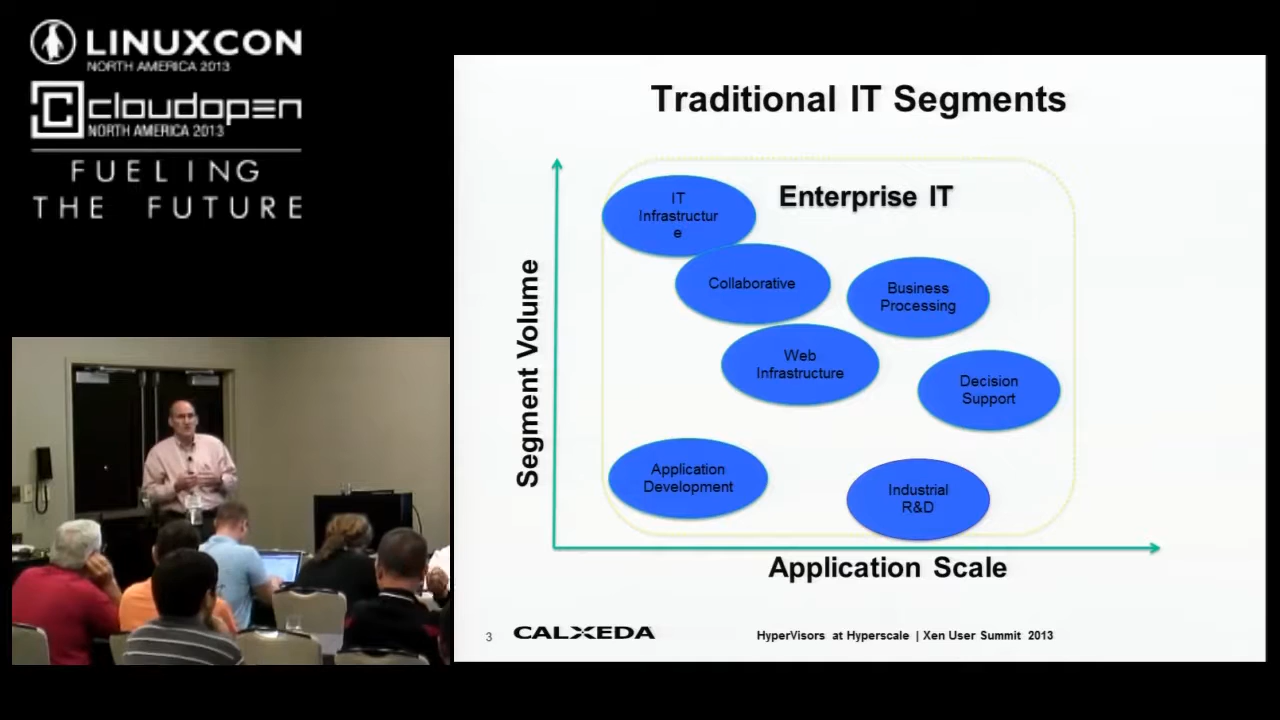 LINUXCON
NORTH AMERICA 2013
cloudopen
NORTH AMERICA 2013
FUELING
THE FUTURE
Traditional IT Segments
Enterprise IT
IT
Infrastructur
e
Collaborative
Business
Processing
Web
Infrastructure
Decision
Support
Application
Development
Industrial
R&D
Segment Volume
Application Scale
3
CALXEDA
HyperVisors at Hyperscale | Xen User Summit 2013